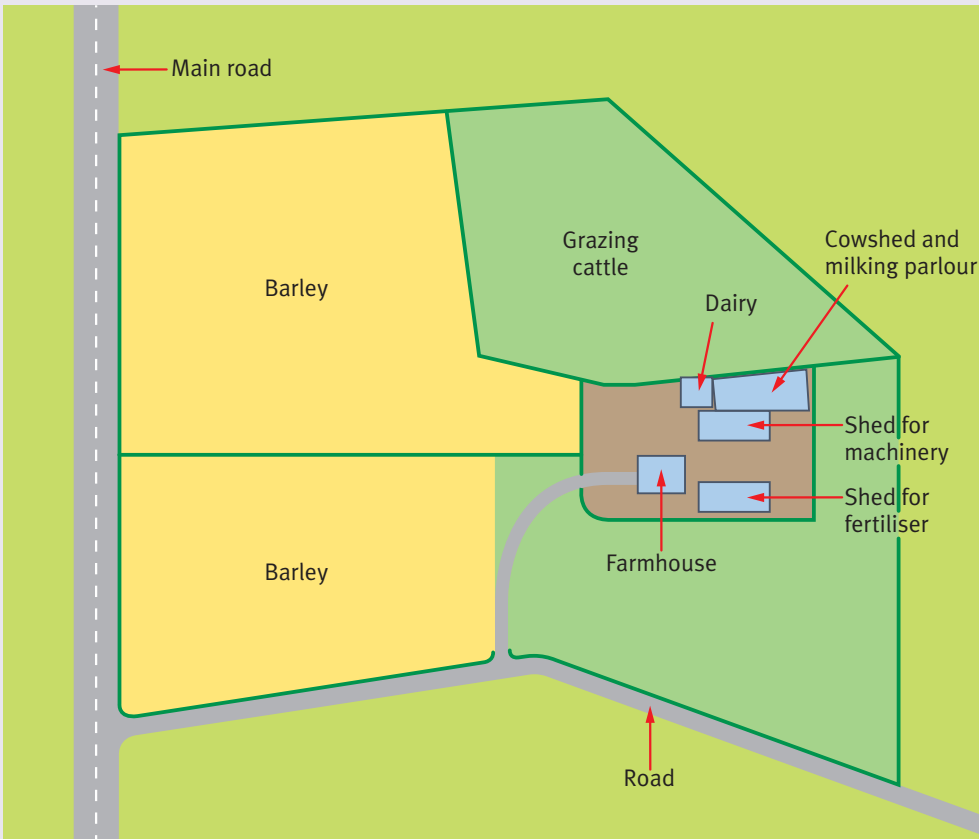 Main road
Grazing
cattle
Cowshed and
milking parlour
Barley
Dairy
Shed for
machinery
Shed for
fertiliser
Farmhouse
Barley
Road